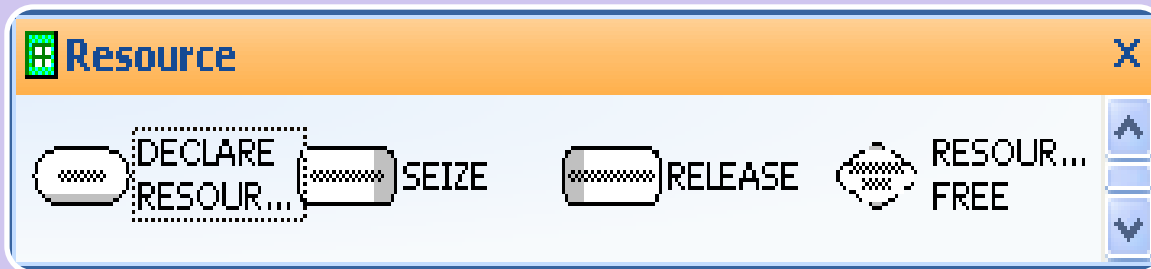 Resource
DECLARE
RESOUR...
SEIZE
RELEASE
RESOUR...
FREE